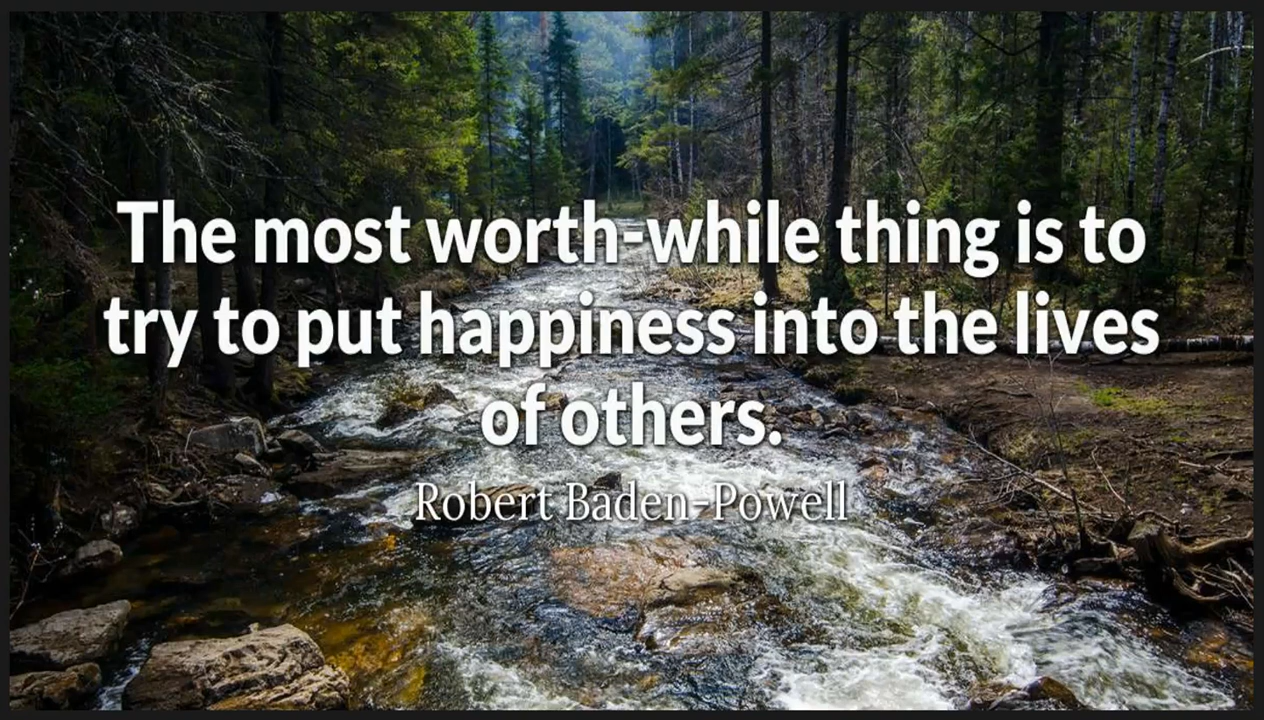 The most worth-while thing is to
try to put happiness into the lives
of others.
Robert Baden-Powell